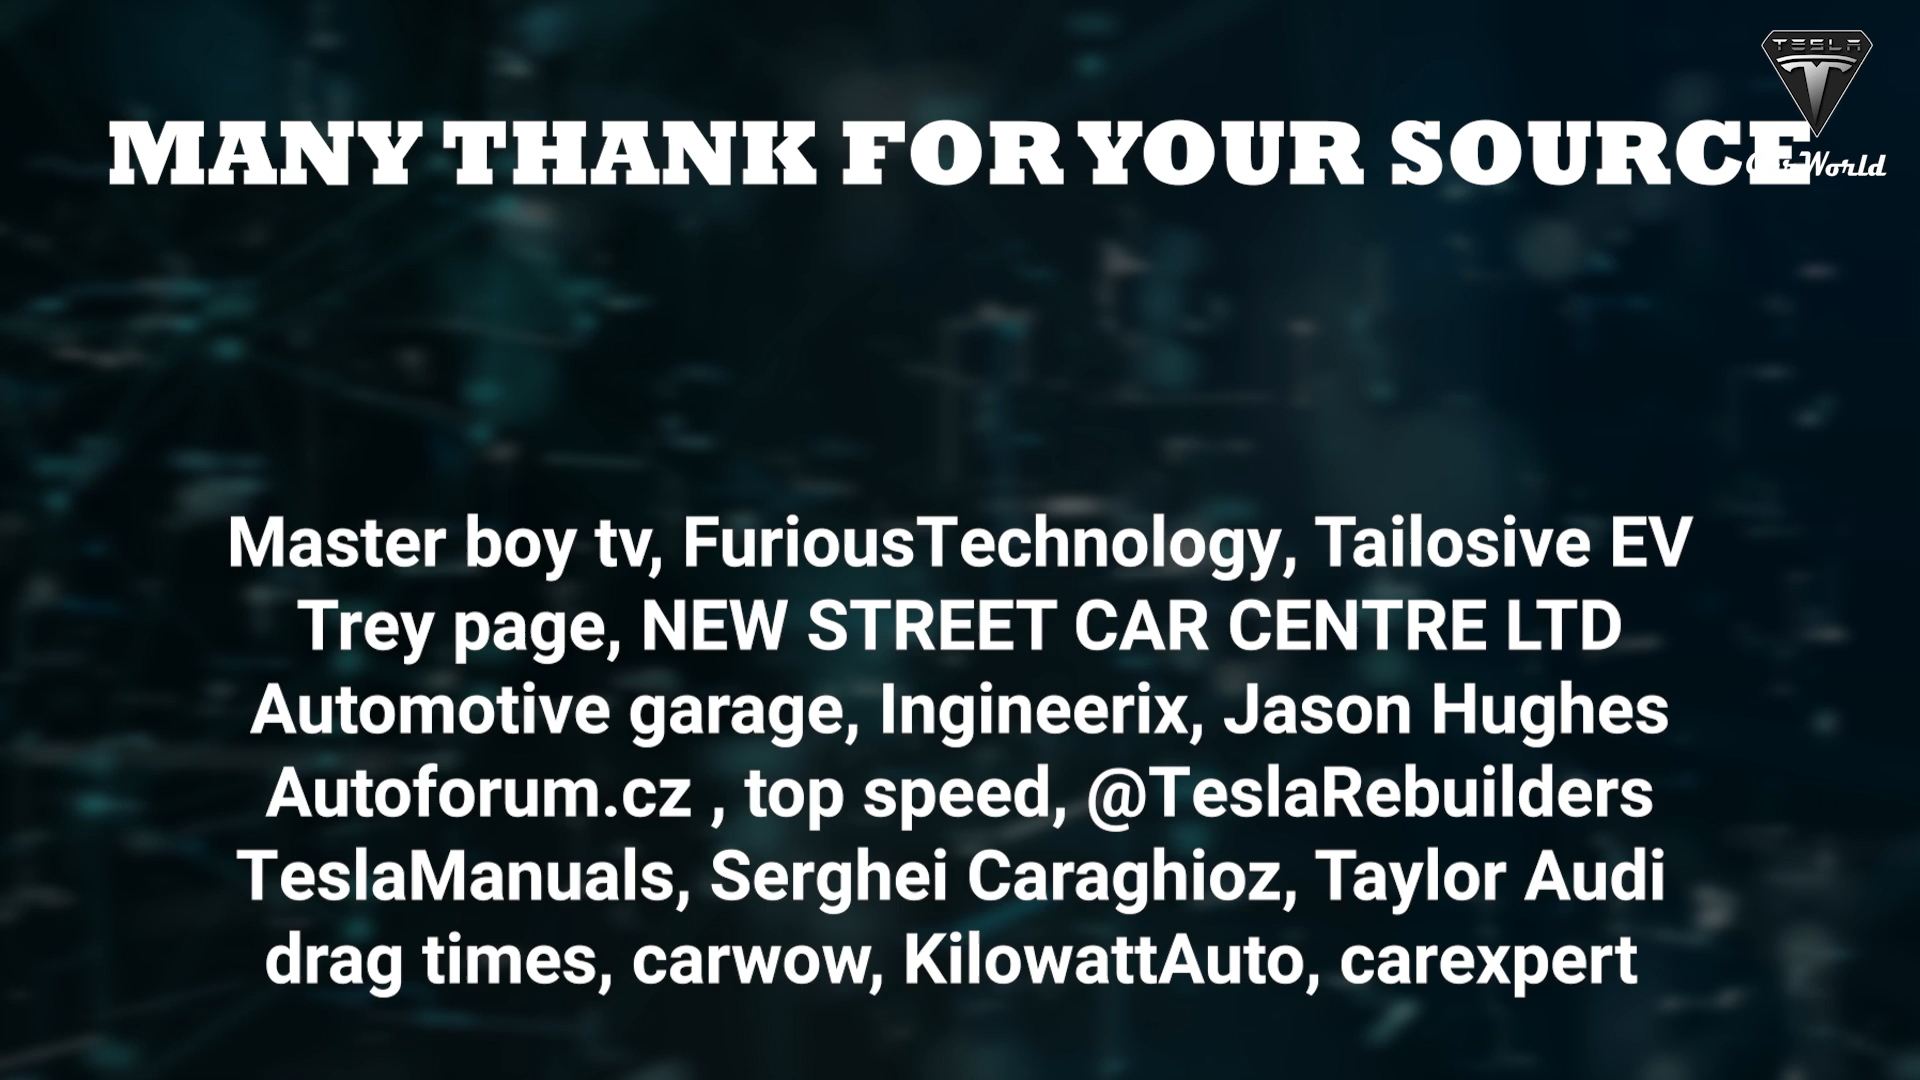 TESLA
MANY THANK FOR YOUR SOURCE
Car World
Master boy tv, FuriousTechnology, Tailosive EV
Trey page, NEW STREET CAR CENTRE LTD
Automotive garage, Ingineerix, Jason Hughes
Autoforum.cz , top speed, @TeslaRebuilders
TeslaManuals, Serghei Caraghioz, Taylor Audi
drag times, carwow, KilowattAuto, carexpert